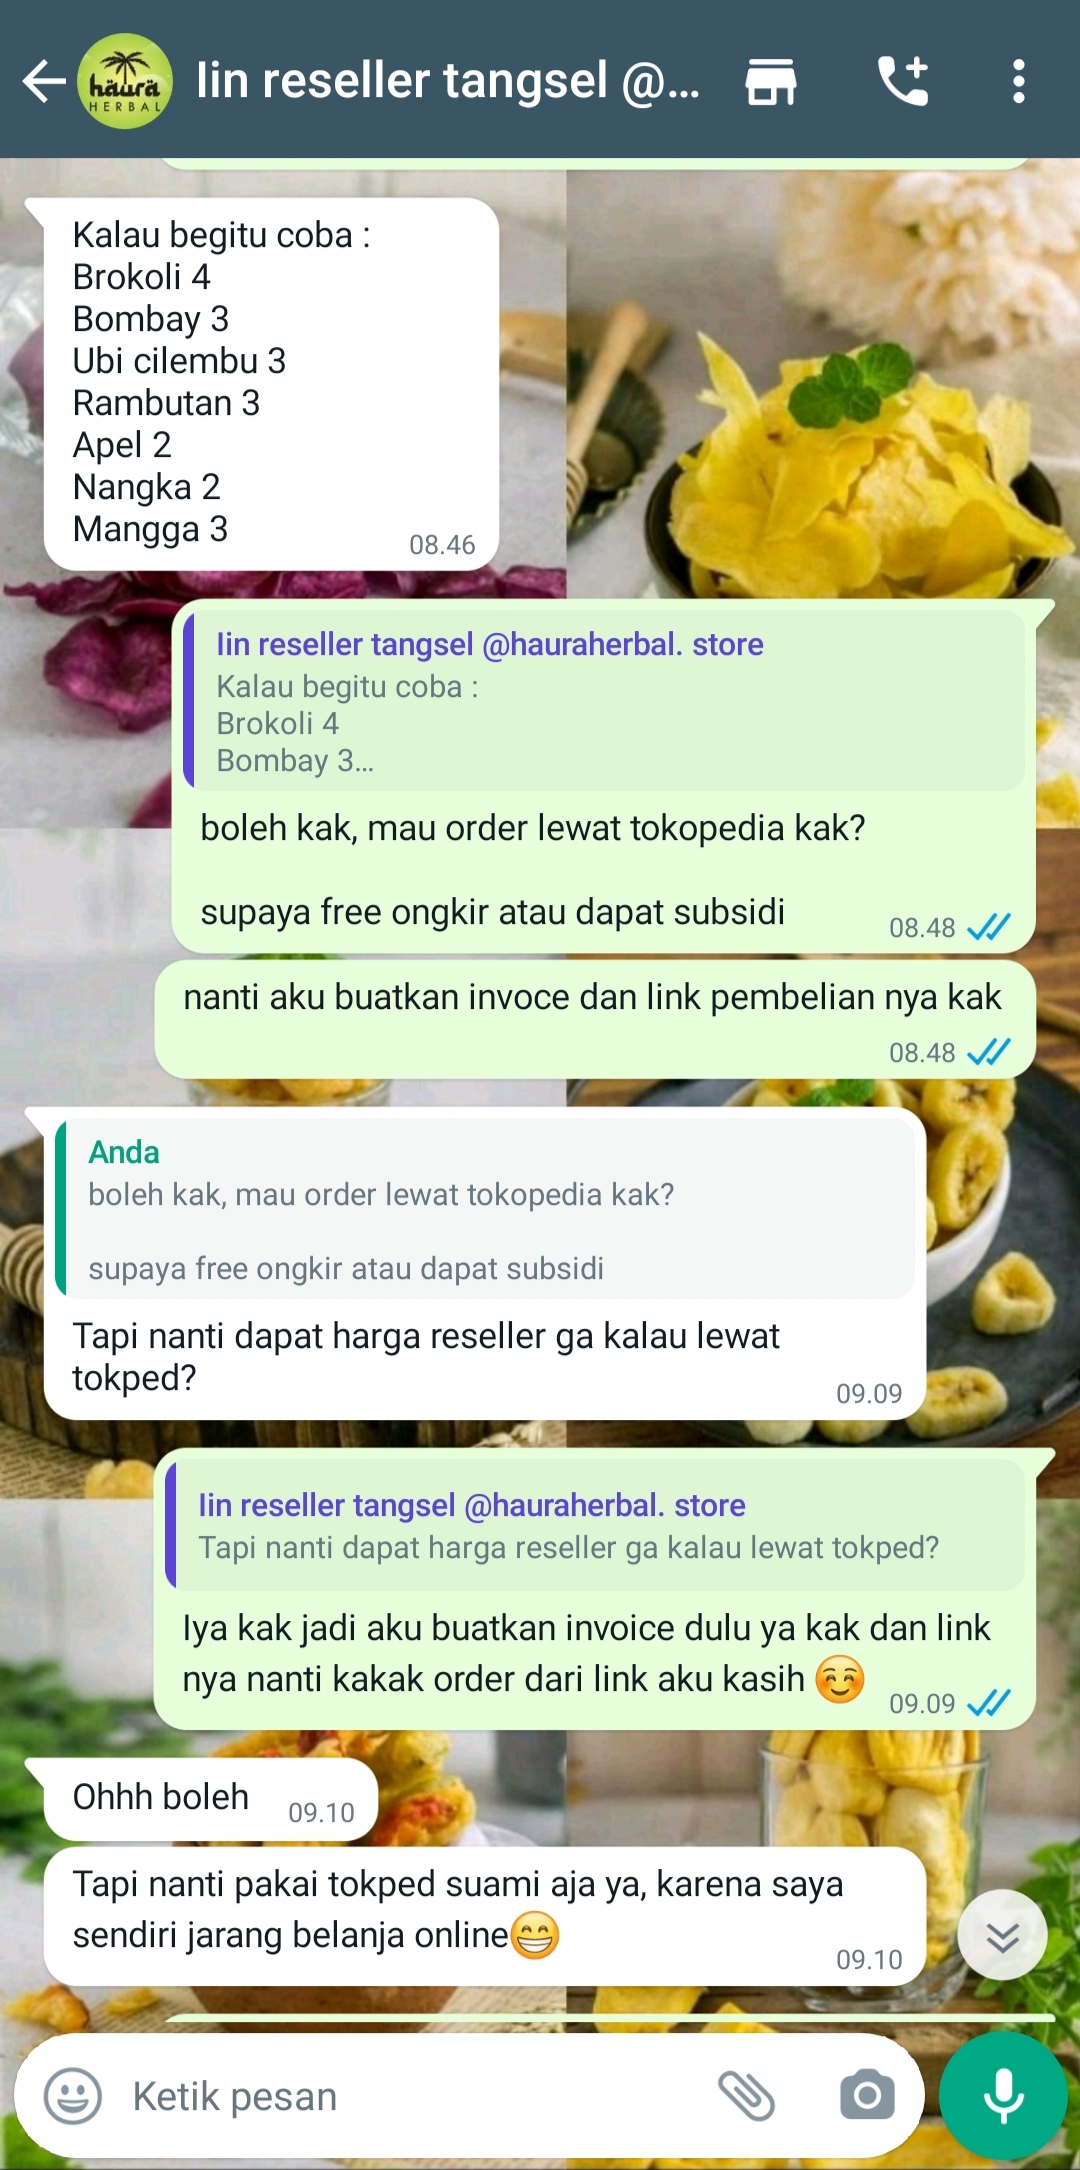 häurä
HERBAL
Iin reseller tangsel @...
Kalau begitu coba :
Brokoli 4
Bombay 3
Ubi cilembu 3
Rambutan 3
Apel 2
Nangka 2
Mangga 3
08.46
Iin reseller tangsel @hauraherbal. store
Kalau begitu coba :
Brokoli 4
Bombay 3...
boleh kak, mau order lewat tokopedia kak?
supaya free ongkir atau dapat subsidi
08.48
nanti aku buatkan invoce dan link pembelian nya kak
08.48
Anda
boleh kak, mau order lewat tokopedia kak?
supaya free ongkir atau dapat subsidi
Tapi nanti dapat harga reseller ga kalau lewat
tokped?
09.09
Iin reseller tangsel @hauraherbal. store
Tapi nanti dapat harga reseller ga kalau lewat tokped?
Iya kak jadi aku buatkan invoice dulu ya kak dan link
nya nanti kakak order dari link aku kasih 😊
09.09
Ohhh boleh
09.10
Tapi nanti pakai tokped suami aja ya, karena saya
sendiri jarang belanja online😁
09.10
Ketik pesan